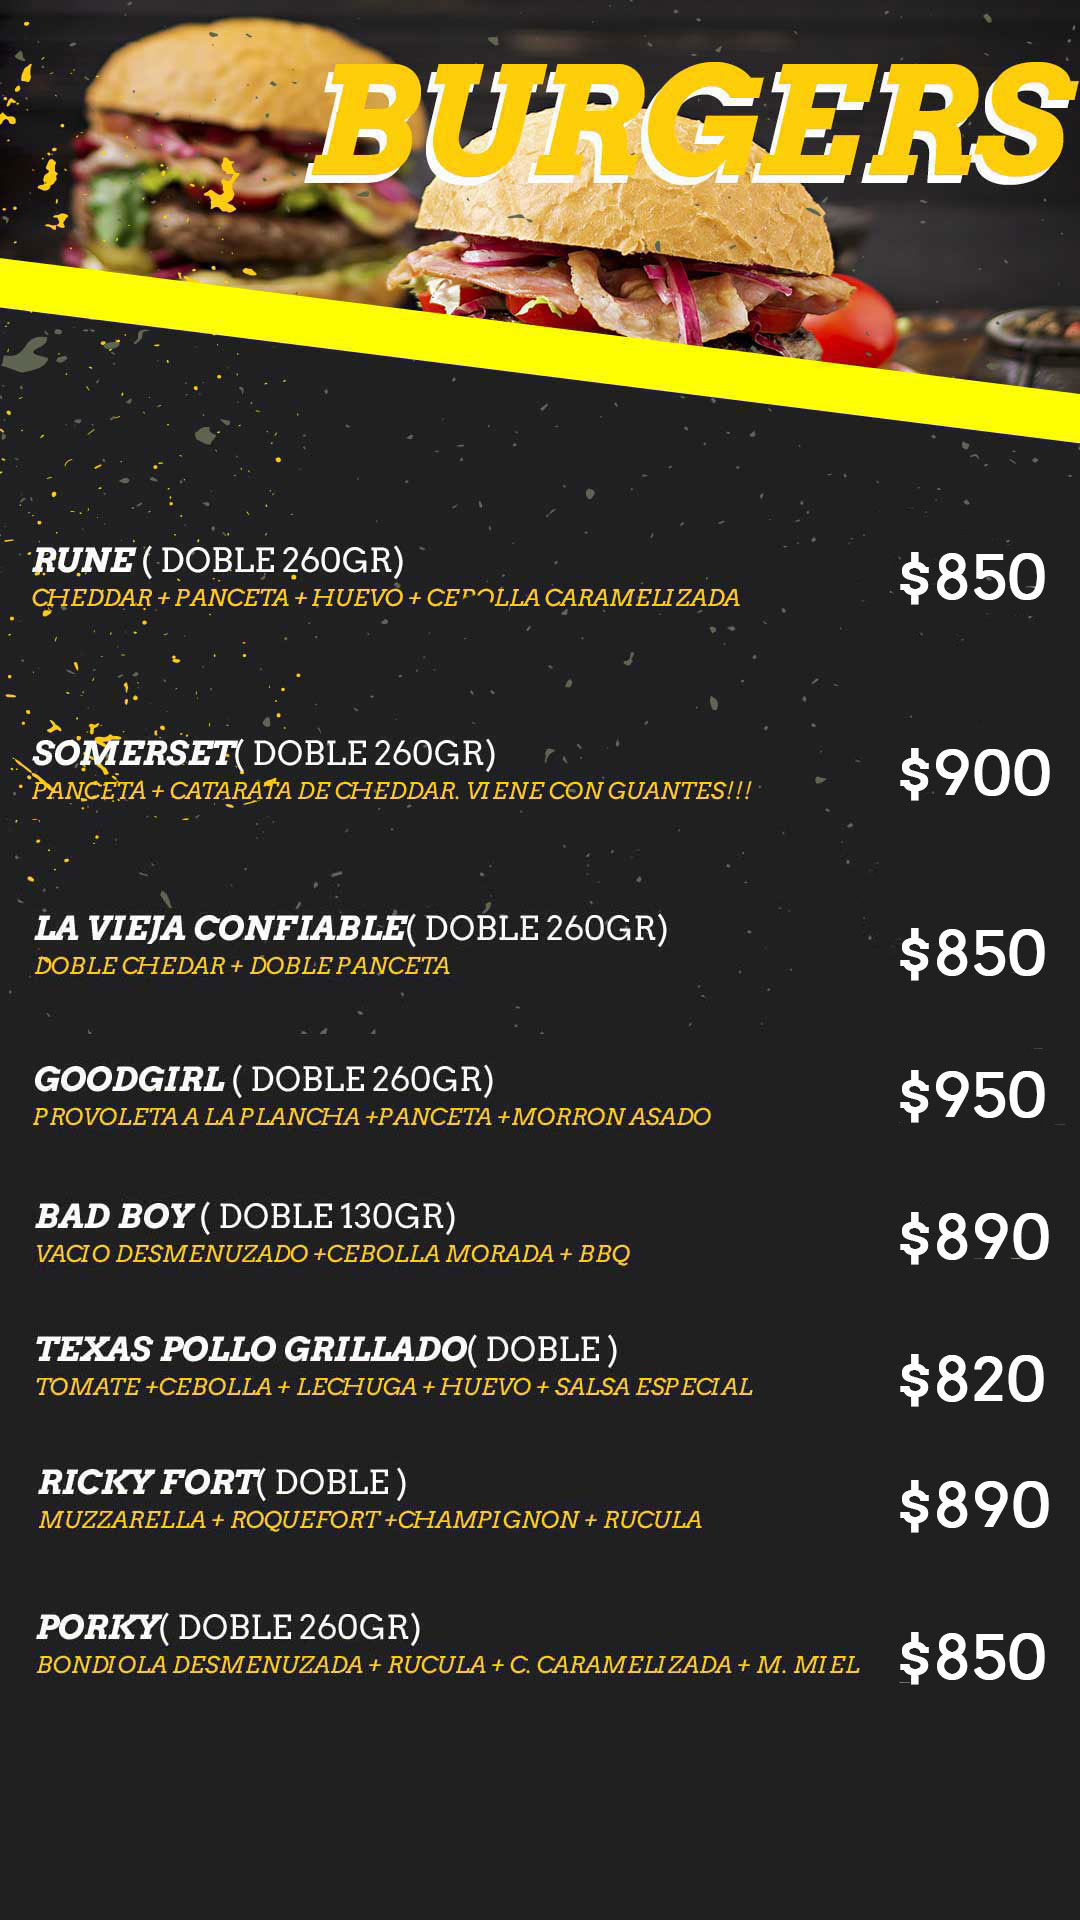 BURGERS
RUNE ( DOBLE 260GR)
$850
CHEDDAR + PANCETA + HUEVO + CEBOLLA CARAMELIZADA
SOMERSET( DOBLE 260GR)
$900
PANCETA + CATARATA DE CHEDDAR. VIENE CON GUANTES!!!
LA VIEJA CONFIABLE( DOBLE 260GR)
$850
DOBLE CHEDAR + DOBLE PANCETA
GOODGIRL ( DOBLE 260GR)
$950
PROVOLETA A LA PLANCHA +PANCETA +MORRON ASADO
BAD BOY ( DOBLE 130GR)
$890
VACIO DESMENUZADO +CEBOLLA MORADA + BBQ
TEXAS POLLO GRILLADO( DOBLE )
$820
TOMATE +CEBOLLA + LECHUGA + HUEVO + SALSA ESPECIAL
RICKY FORT( DOBLE )
$890
MUZZARELLA + ROQUEFORT +CHAMPIGNON + RUCULA
PORKY( DOBLE 260GR)
$850
BONDIOLA DESMENUZADA + RUCULA + C. CARAMELIZADA + M. MIEL